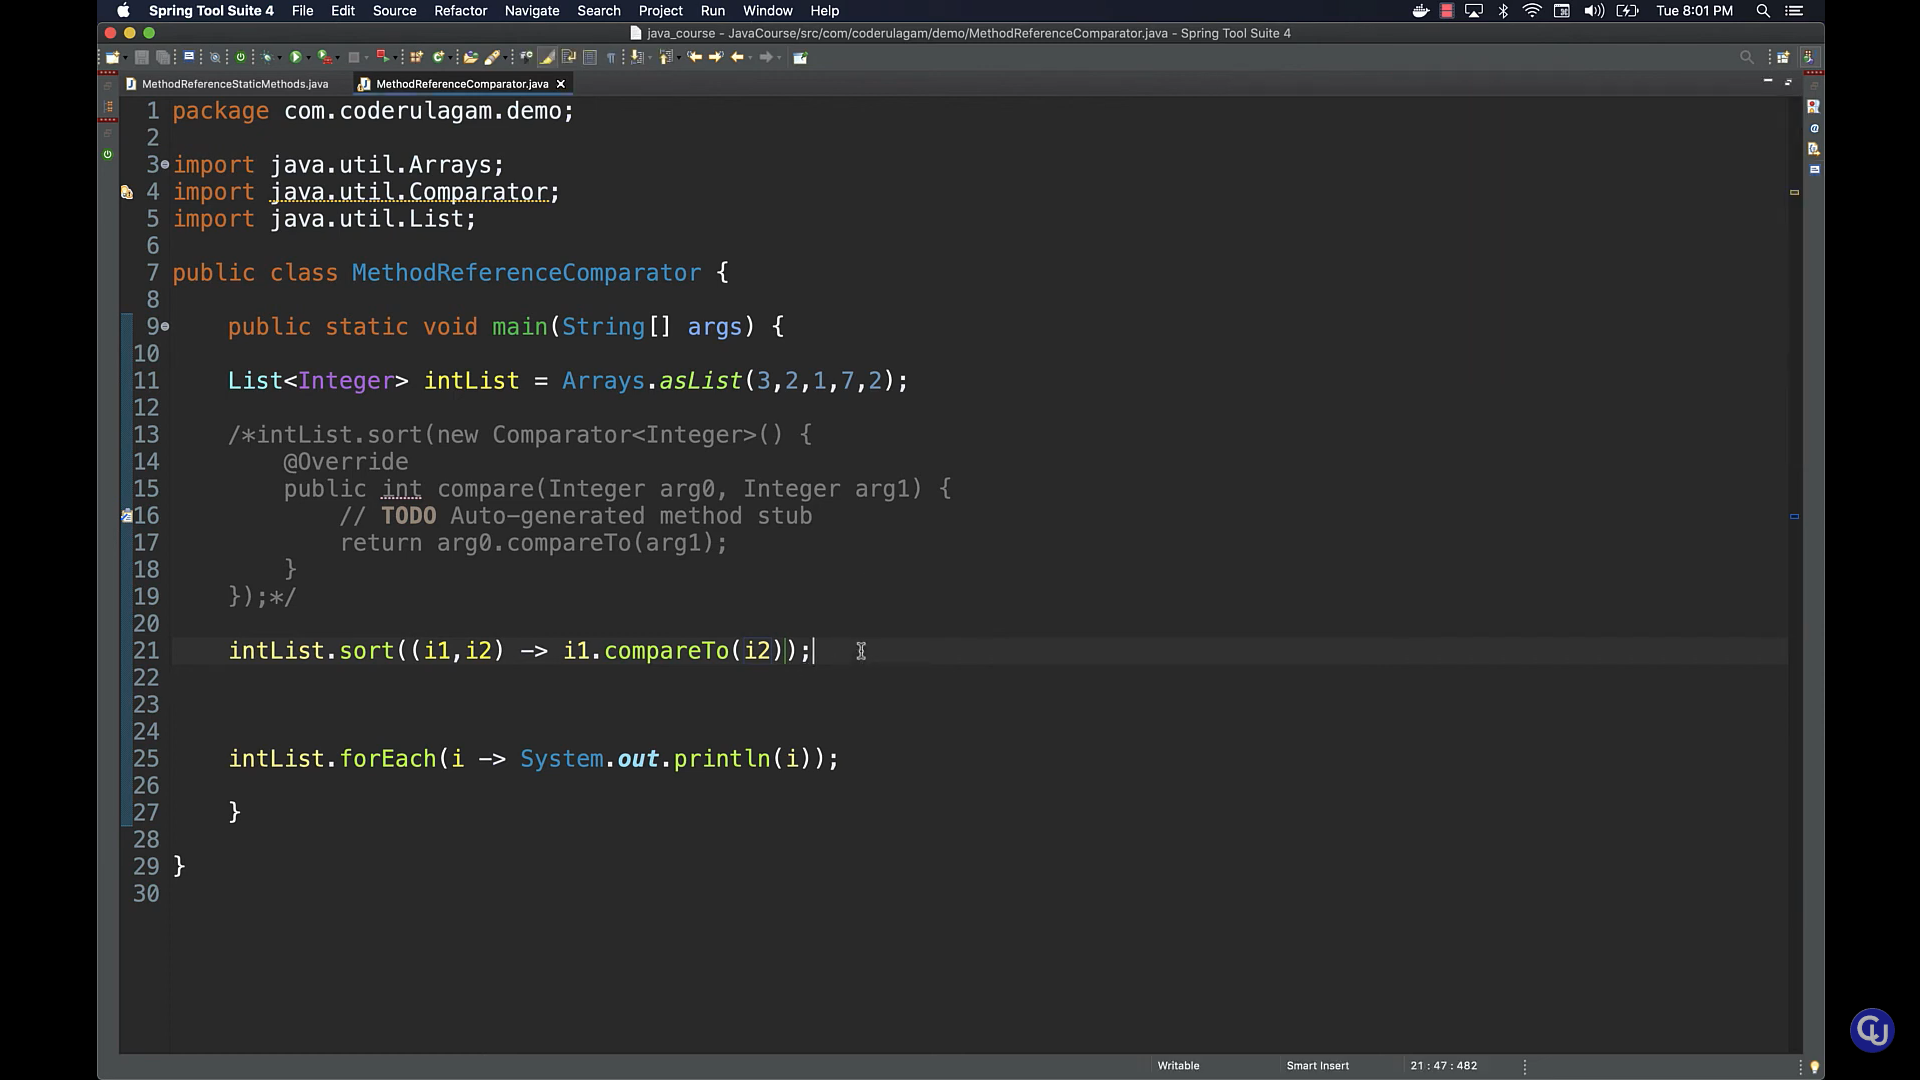 Spring Tool Suite 4 File Edit Source Refactor Navigate Search Project Run Window Help Tue 8:01 PM
java_course - JavaCourse/src/com/coderulagam/demo/MethodReferenceComparator.java - Spring Tool Suite 4
MethodReferenceStaticMethods.java MethodReferenceComparator.java
1 package com.coderulagam.demo;
2
3 import java.util.Arrays;
4 import java.util.Comparator;
5 import java.util.List;
6
7 public class MethodReferenceComparator {
8
9 public static void main(String[] args) {
10
11 List<Integer> intList = Arrays.asList(3,2,1,7,2);
12
13 /*intList.sort(new Comparator<Integer>() {
14 @Override
15 public int compare(Integer arg0, Integer arg1) {
16 // TODO Auto-generated method stub
17 return arg0.compareTo(arg1);
18 }
19 });*/
20
21 intList.sort((i1,i2) -> i1.compareTo(i2));
22
23
24
25 intList.forEach(i -> System.out.println(i));
26
27 }
28
29 }
30
Writable Smart Insert 21 : 47 : 482
CU